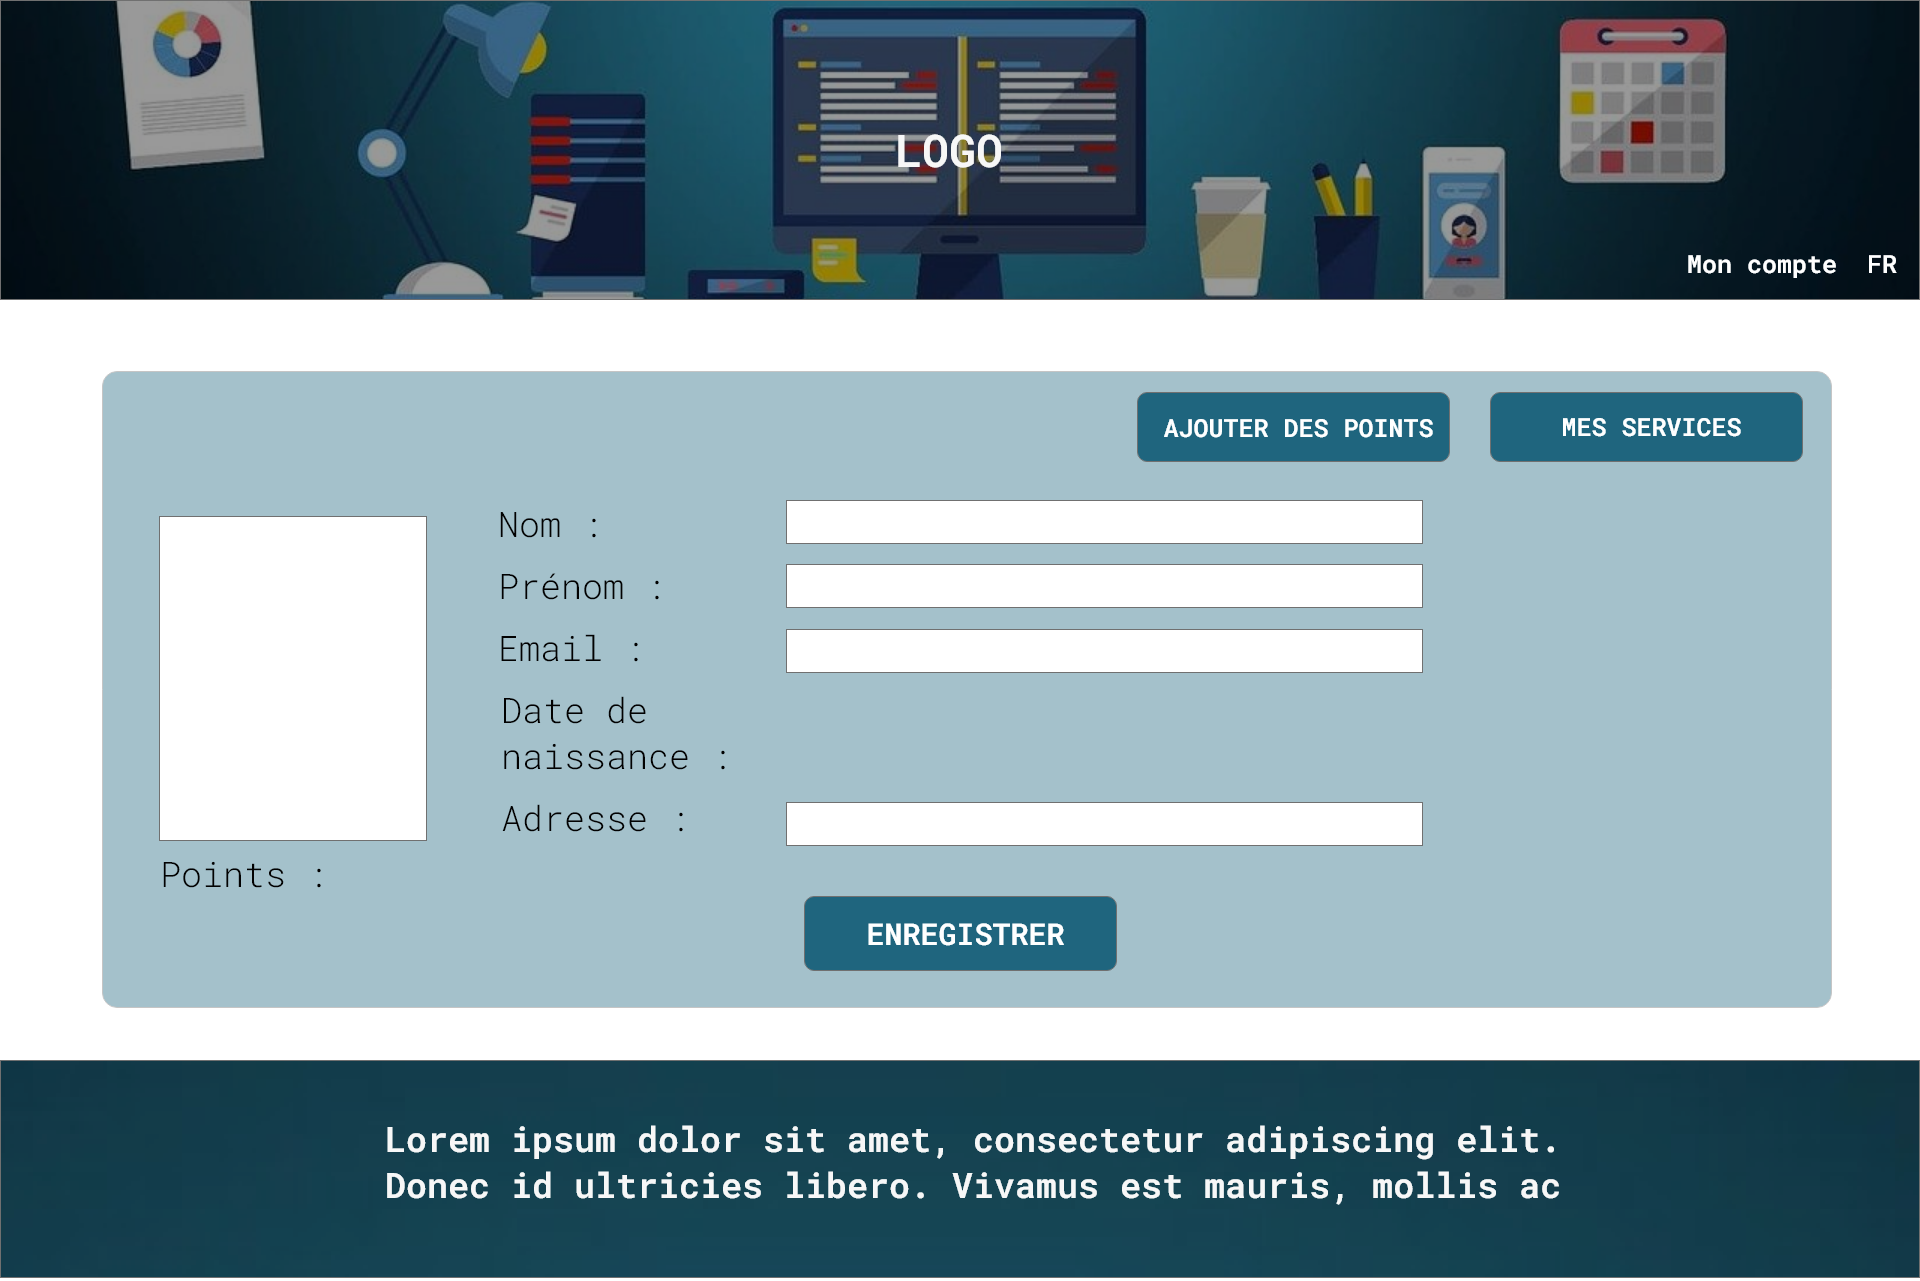 LOGO
Mon compte FR
AJOUTER DES POINTS
MES SERVICES
Nom :
Prénom :
Email :
Date de
naissance :
Adresse :
Points :
ENREGISTRER
Lorem ipsum dolor sit amet, consectetur adipiscing elit.
Donec id ultricies libero. Vivamus est mauris, mollis ac